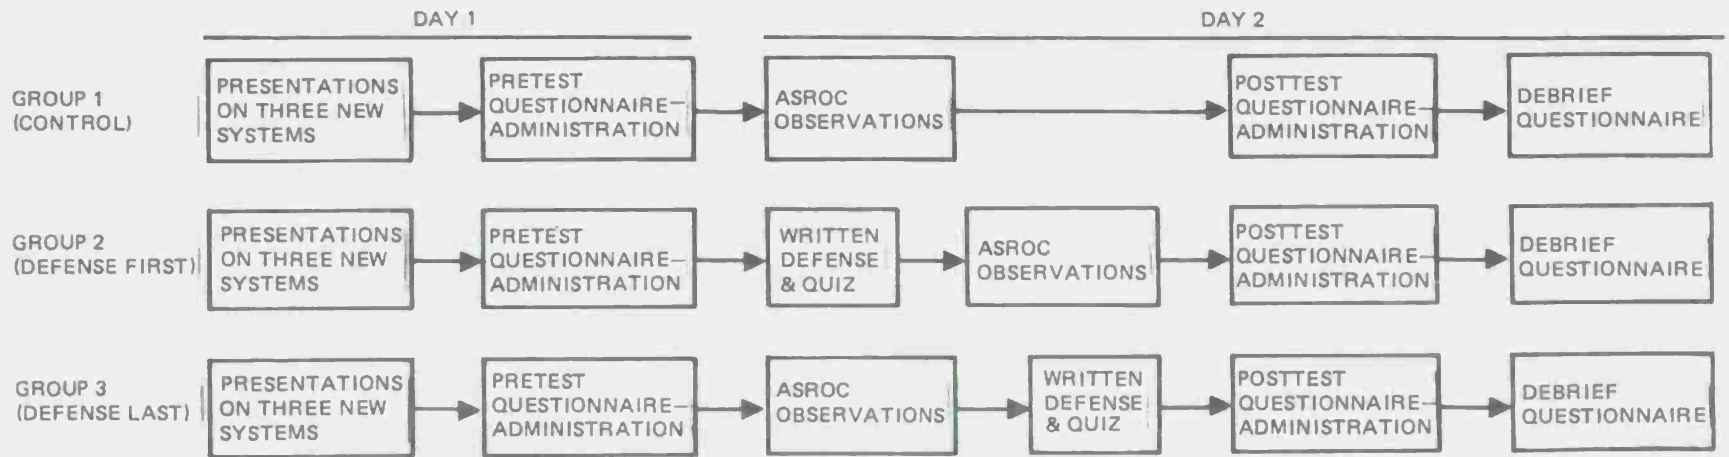 DAY 1
DAY 2
GROUP 1
(CONTROL)
PRESENTATIONS
ON THREE NEW
SYSTEMS
PRETEST
QUESTIONNAIRE—
ADMINISTRATION
ASROC
OBSERVATIONS
POSTTEST
QUESTIONNAIRE—
ADMINISTRATION
DEBRIEF
QUESTIONNAIRE
GROUP 2
(DEFENSE FIRST)
PRESENTATIONS
ON THREE NEW
SYSTEMS
PRETEST
QUESTIONNAIRE—
ADMINISTRATION
WRITTEN
DEFENSE
& QUIZ
ASROC
OBSERVATIONS
POSTTEST
QUESTIONNAIRE—
ADMINISTRATION
DEBRIEF
QUESTIONNAIRE
GROUP 3
(DEFENSE LAST)
PRESENTATIONS
ON THREE NEW
SYSTEMS
PRETEST
QUESTIONNAIRE—
ADMINISTRATION
ASROC
OBSERVATIONS
WRITTEN
DEFENSE
& QUIZ
POSTTEST
QUESTIONNAIRE—
ADMINISTRATION
DEBRIEF
QUESTIONNAIRE